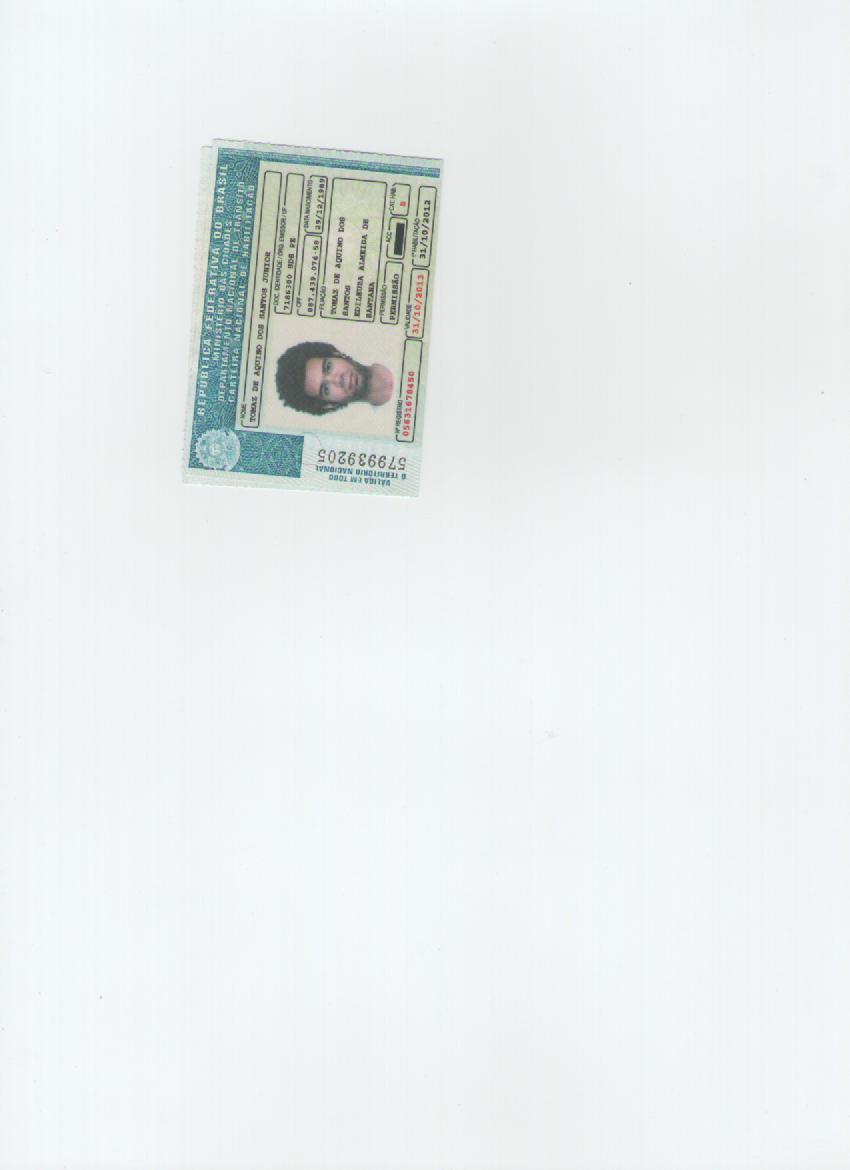 REPÚBLICA FEDERATIVA DO BRASIL
MINISTÉRIO DAS CIDADES
DEPARTAMENTO NACIONAL DE TRÂNSITO
CARTEIRA NACIONAL DE HABILITAÇÃO
NOME
TOMAZ DE AQUINO DOS SANTOS JUNIOR
DOC. IDENTIDADE/ÓRG. EMISSOR/UF
7186300 SDS PE
CPF
DATA NASCIMENTO
087.439.074-58
29/12/1989
FILIAÇÃO
TOMAZ DE AQUINO DOS
SANTOS
EDILEUZA ALMEIDA DE
SANTANA
PERMISSÃO
ACC
CAT. HAB.
PERMISSÃO
B
Nº REGISTRO
VALIDADE
1ª HABILITAÇÃO
05631678450
31/10/2013
31/10/2012
VÁLIDA EM TODO
O TERRITÓRIO NACIONAL
579939205